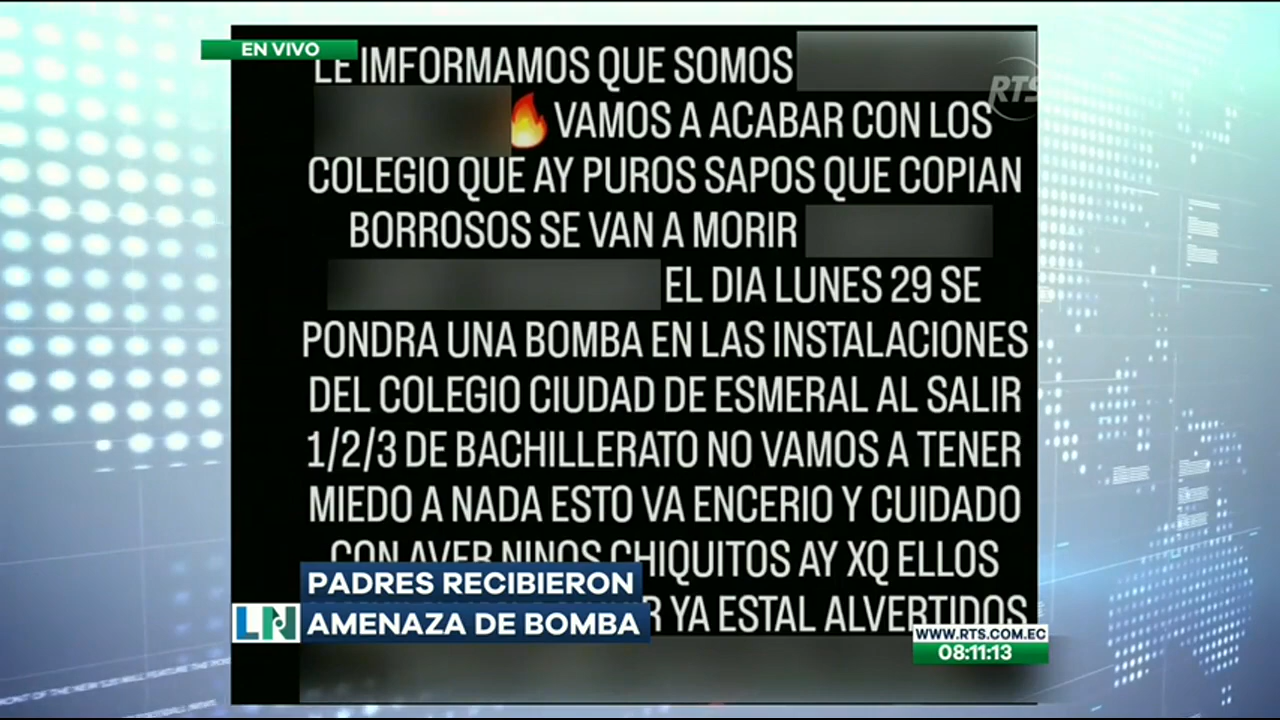 EN VIVO
LE IMFORMAMOS QUE SOMOS
RTS
VAMOS A ACABAR CON LOS
COLEGIO QUE AY PUROS SAPOS QUE COPIAN
BORROSOS SE VAN A MORIR
EL DIA LUNES 29 SE
PONDRA UNA BOMBA EN LAS INSTALACIONES
DEL COLEGIO CIUDAD DE ESMERAL AL SALIR
1/2/3 DE BACHILLERATO NO VAMOS A TENER
MIEDO A NADA ESTO VA ENCERIO Y CUIDADO
CON AVER NINOS CHIQUITOS AY XQ ELLOS
YA ESTAL ALVERTIDOS
PADRES RECIBIERON
LN AMENAZA DE BOMBA
WWW.RTS.COM.EC
08:11:13